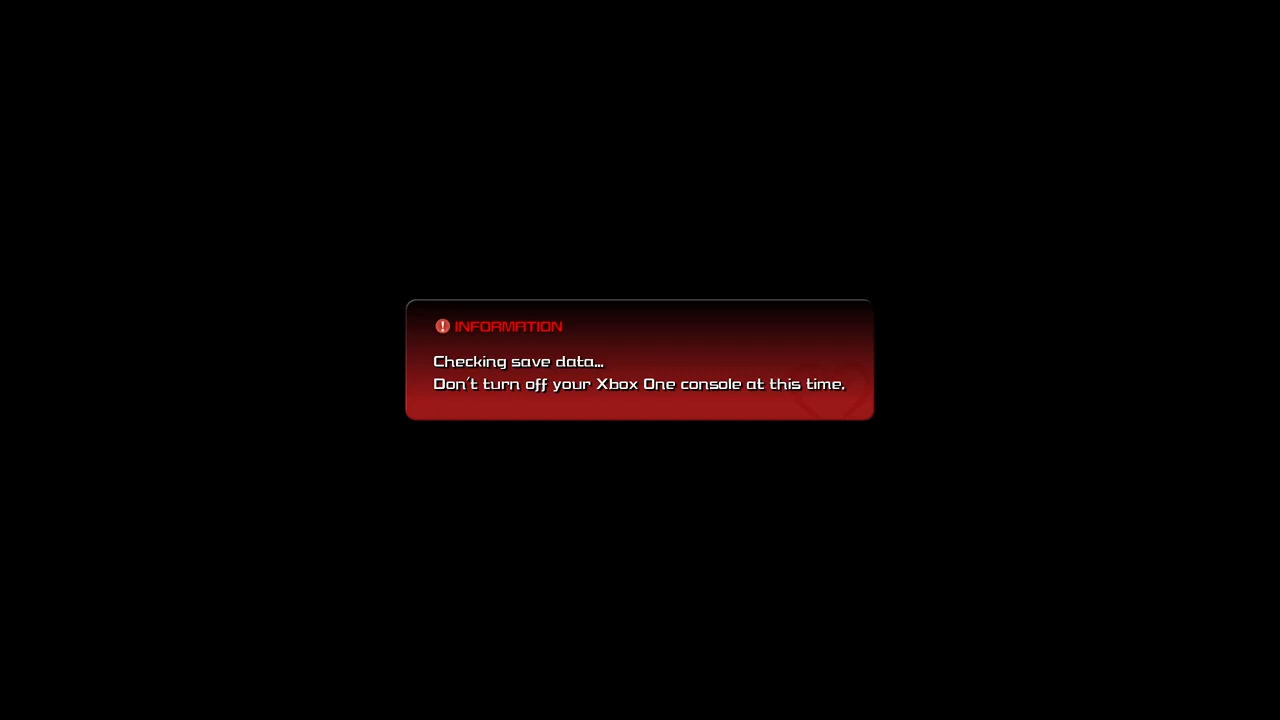 INFORMATION
Checking save data...
Don't turn off your Xbox One console at this time.